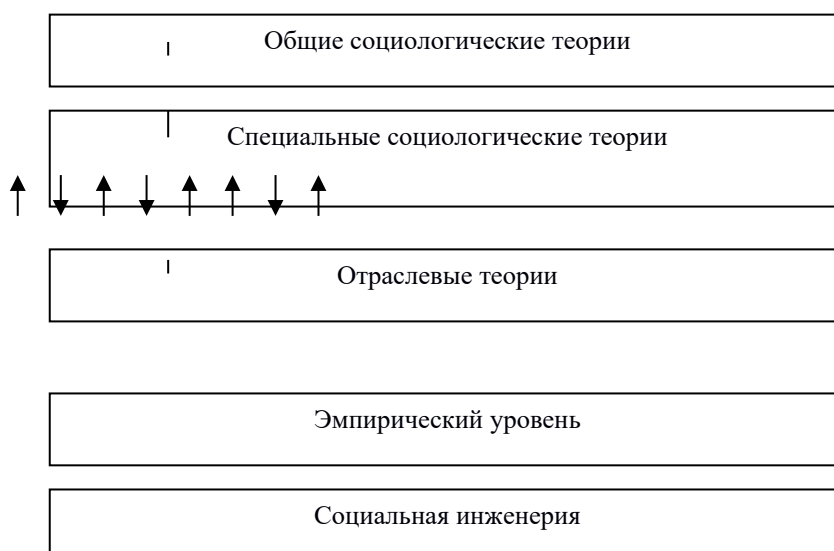 Общие социологические теории
Специальные социологические теории
Отраслевые теории
Эмпирический уровень
Социальная инженерия